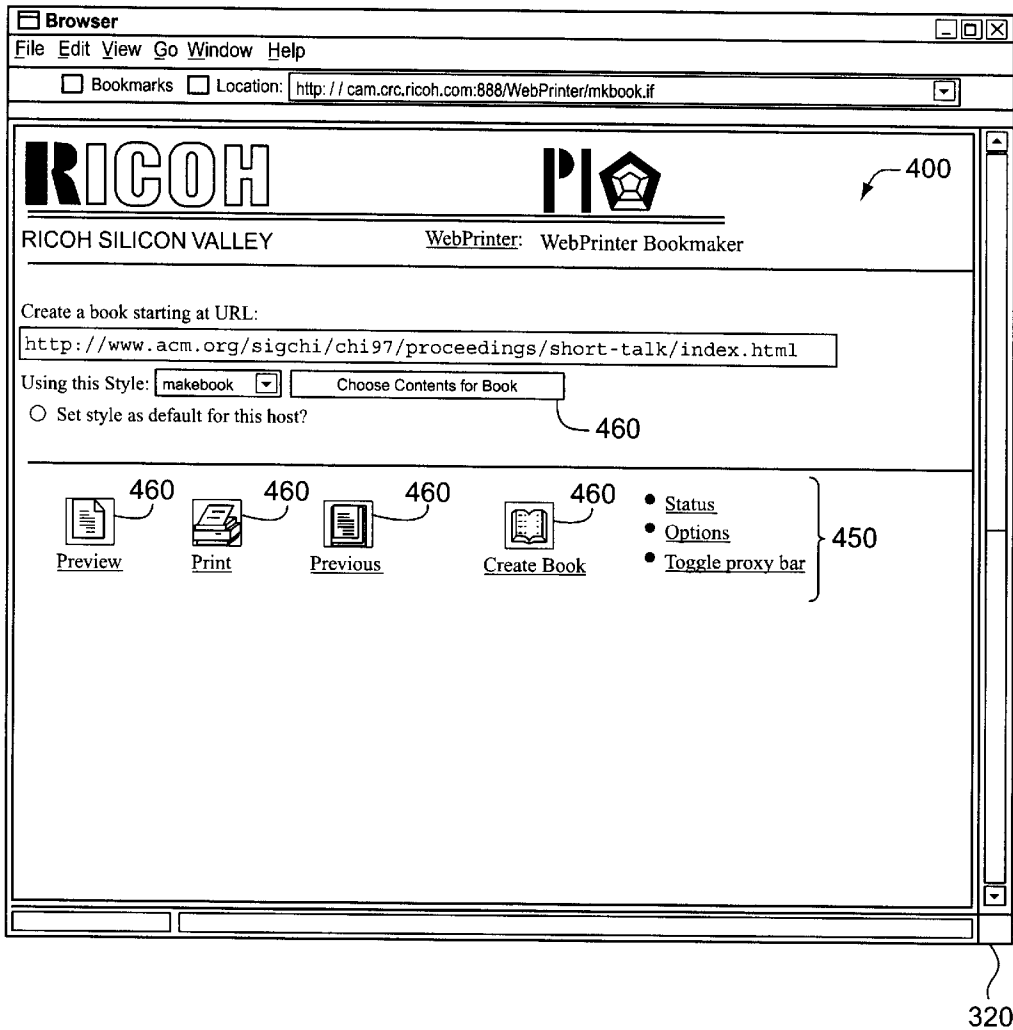 Browser
File Edit View Go Window Help
Bookmarks Location: http: / / cam.crc.ricoh.com:888/WebPrinter/mkbook.if
RICOH PI
400
RICOH SILICON VALLEY WebPrinter: WebPrinter Bookmaker
Create a book starting at URL:
http://www.acm.org/sigchi/chi97/proceedings/short-talk/index.html
Using this Style: makebook Choose Contents for Book
Set style as default for this host?
460
460 460 460 460
Preview Print Previous Create Book
• Status
• Options
• Toggle proxy bar
450
320